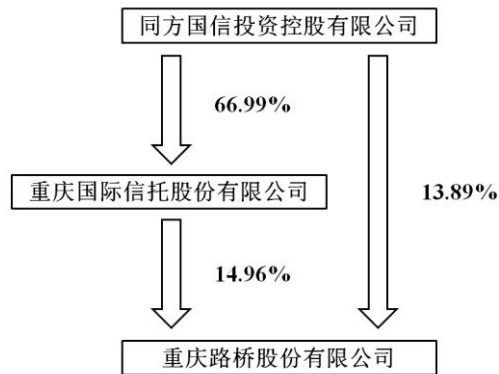 同方国信投资控股有限公司
66.99%
重庆国际信托股份有限公司
13.89%
14.96%
重庆路桥股份有限公司